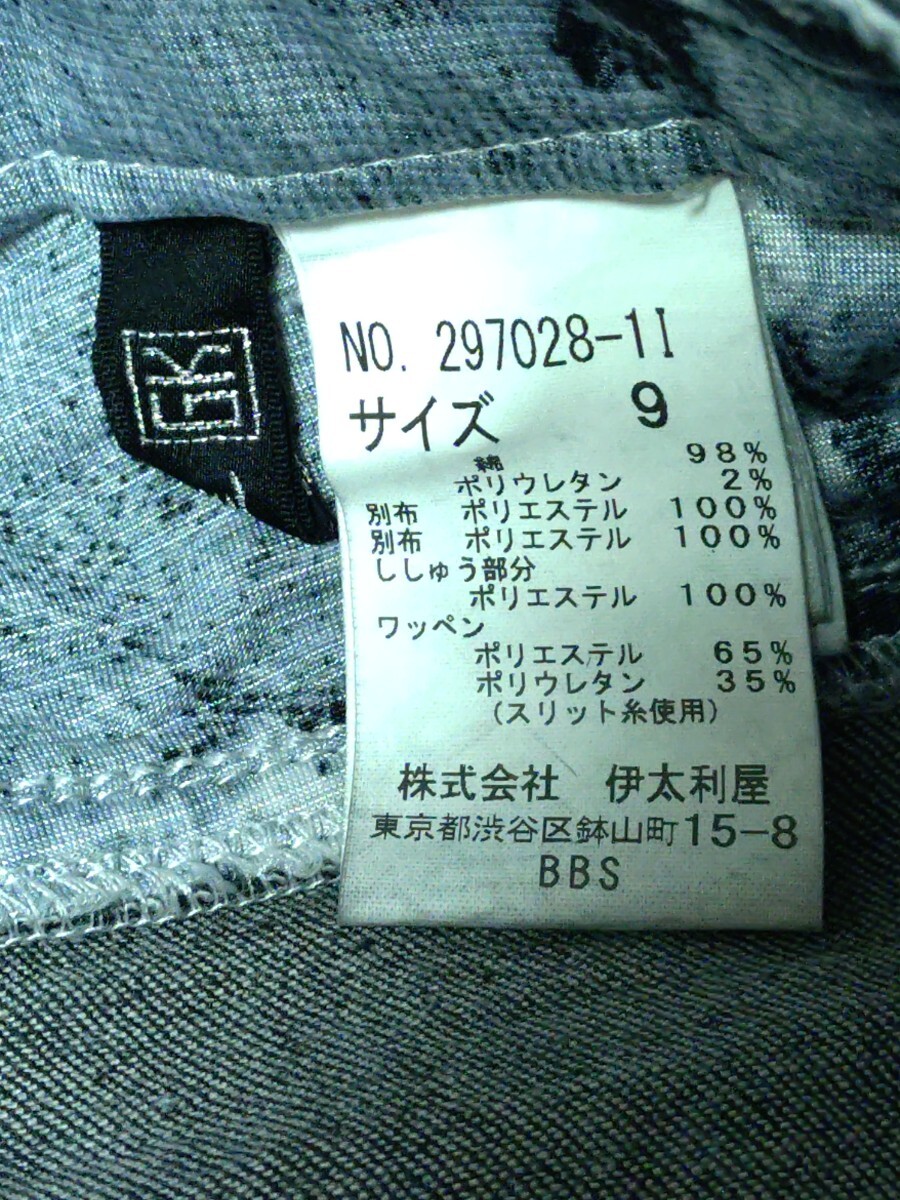 NO. 297028-1I
サイズ 9
綿 98%
ポリウレタン 2%
別布 ポリエステル 100%
別布 ポリエステル 100%
ししゅう部分
ポリエステル 100%
ワッペン
ポリエステル 65%
ポリウレタン 35%
(スリット糸使用)
株式会社 伊太利屋
東京都渋谷区鉢山町15-8
BBS
GK